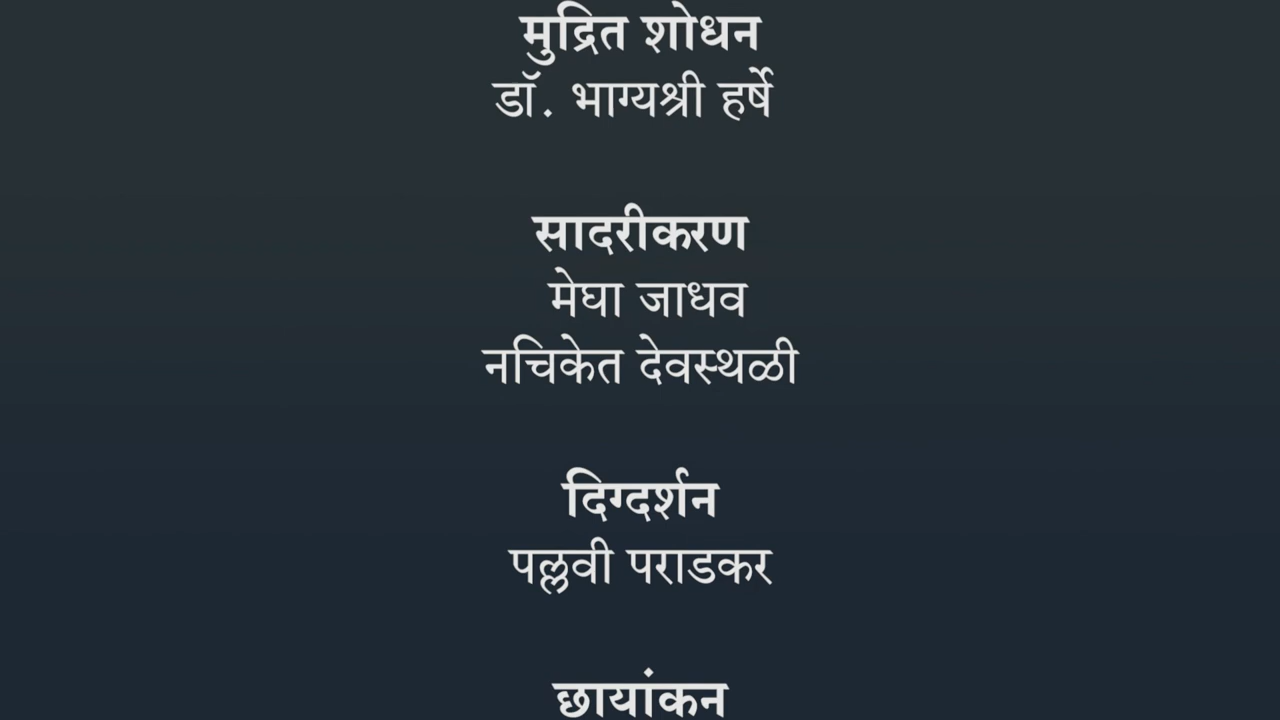 मुद्रित शोधन
डॉ. भाग्यश्री हर्षे
सादरीकरण
मेघा जाधव
नचिकेत देवस्थळी
दिग्दर्शन
पल्लवी पराडकर
छायांकन